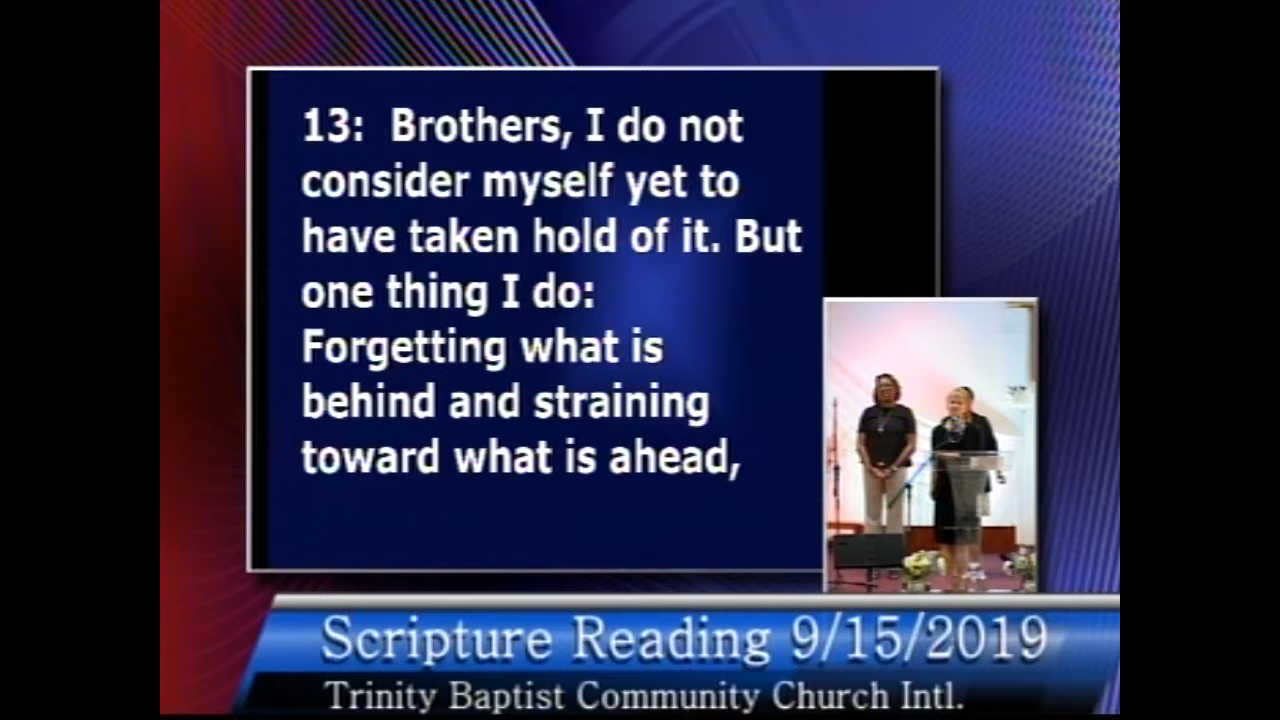 13:  Brothers, I do not
consider myself yet to
have taken hold of it. But
one thing I do:
Forgetting what is
behind and straining
toward what is ahead,
Scripture Reading 9/15/2019
Trinity Baptist Community Church Intl.